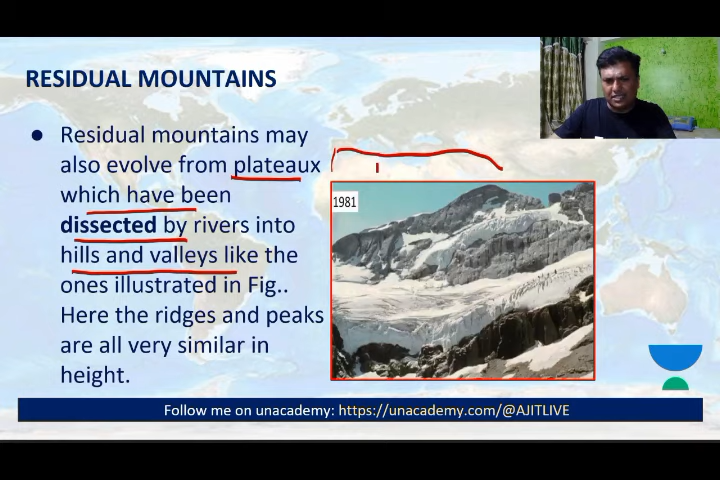 RESIDUAL MOUNTAINS
● Residual mountains may
also evolve from plateaux
which have been
dissected by rivers into
hills and valleys like the
ones illustrated in Fig..
Here the ridges and peaks
are all very similar in
height.
1981
Follow me on unacademy: https://unacademy.com/@AJITLIVE